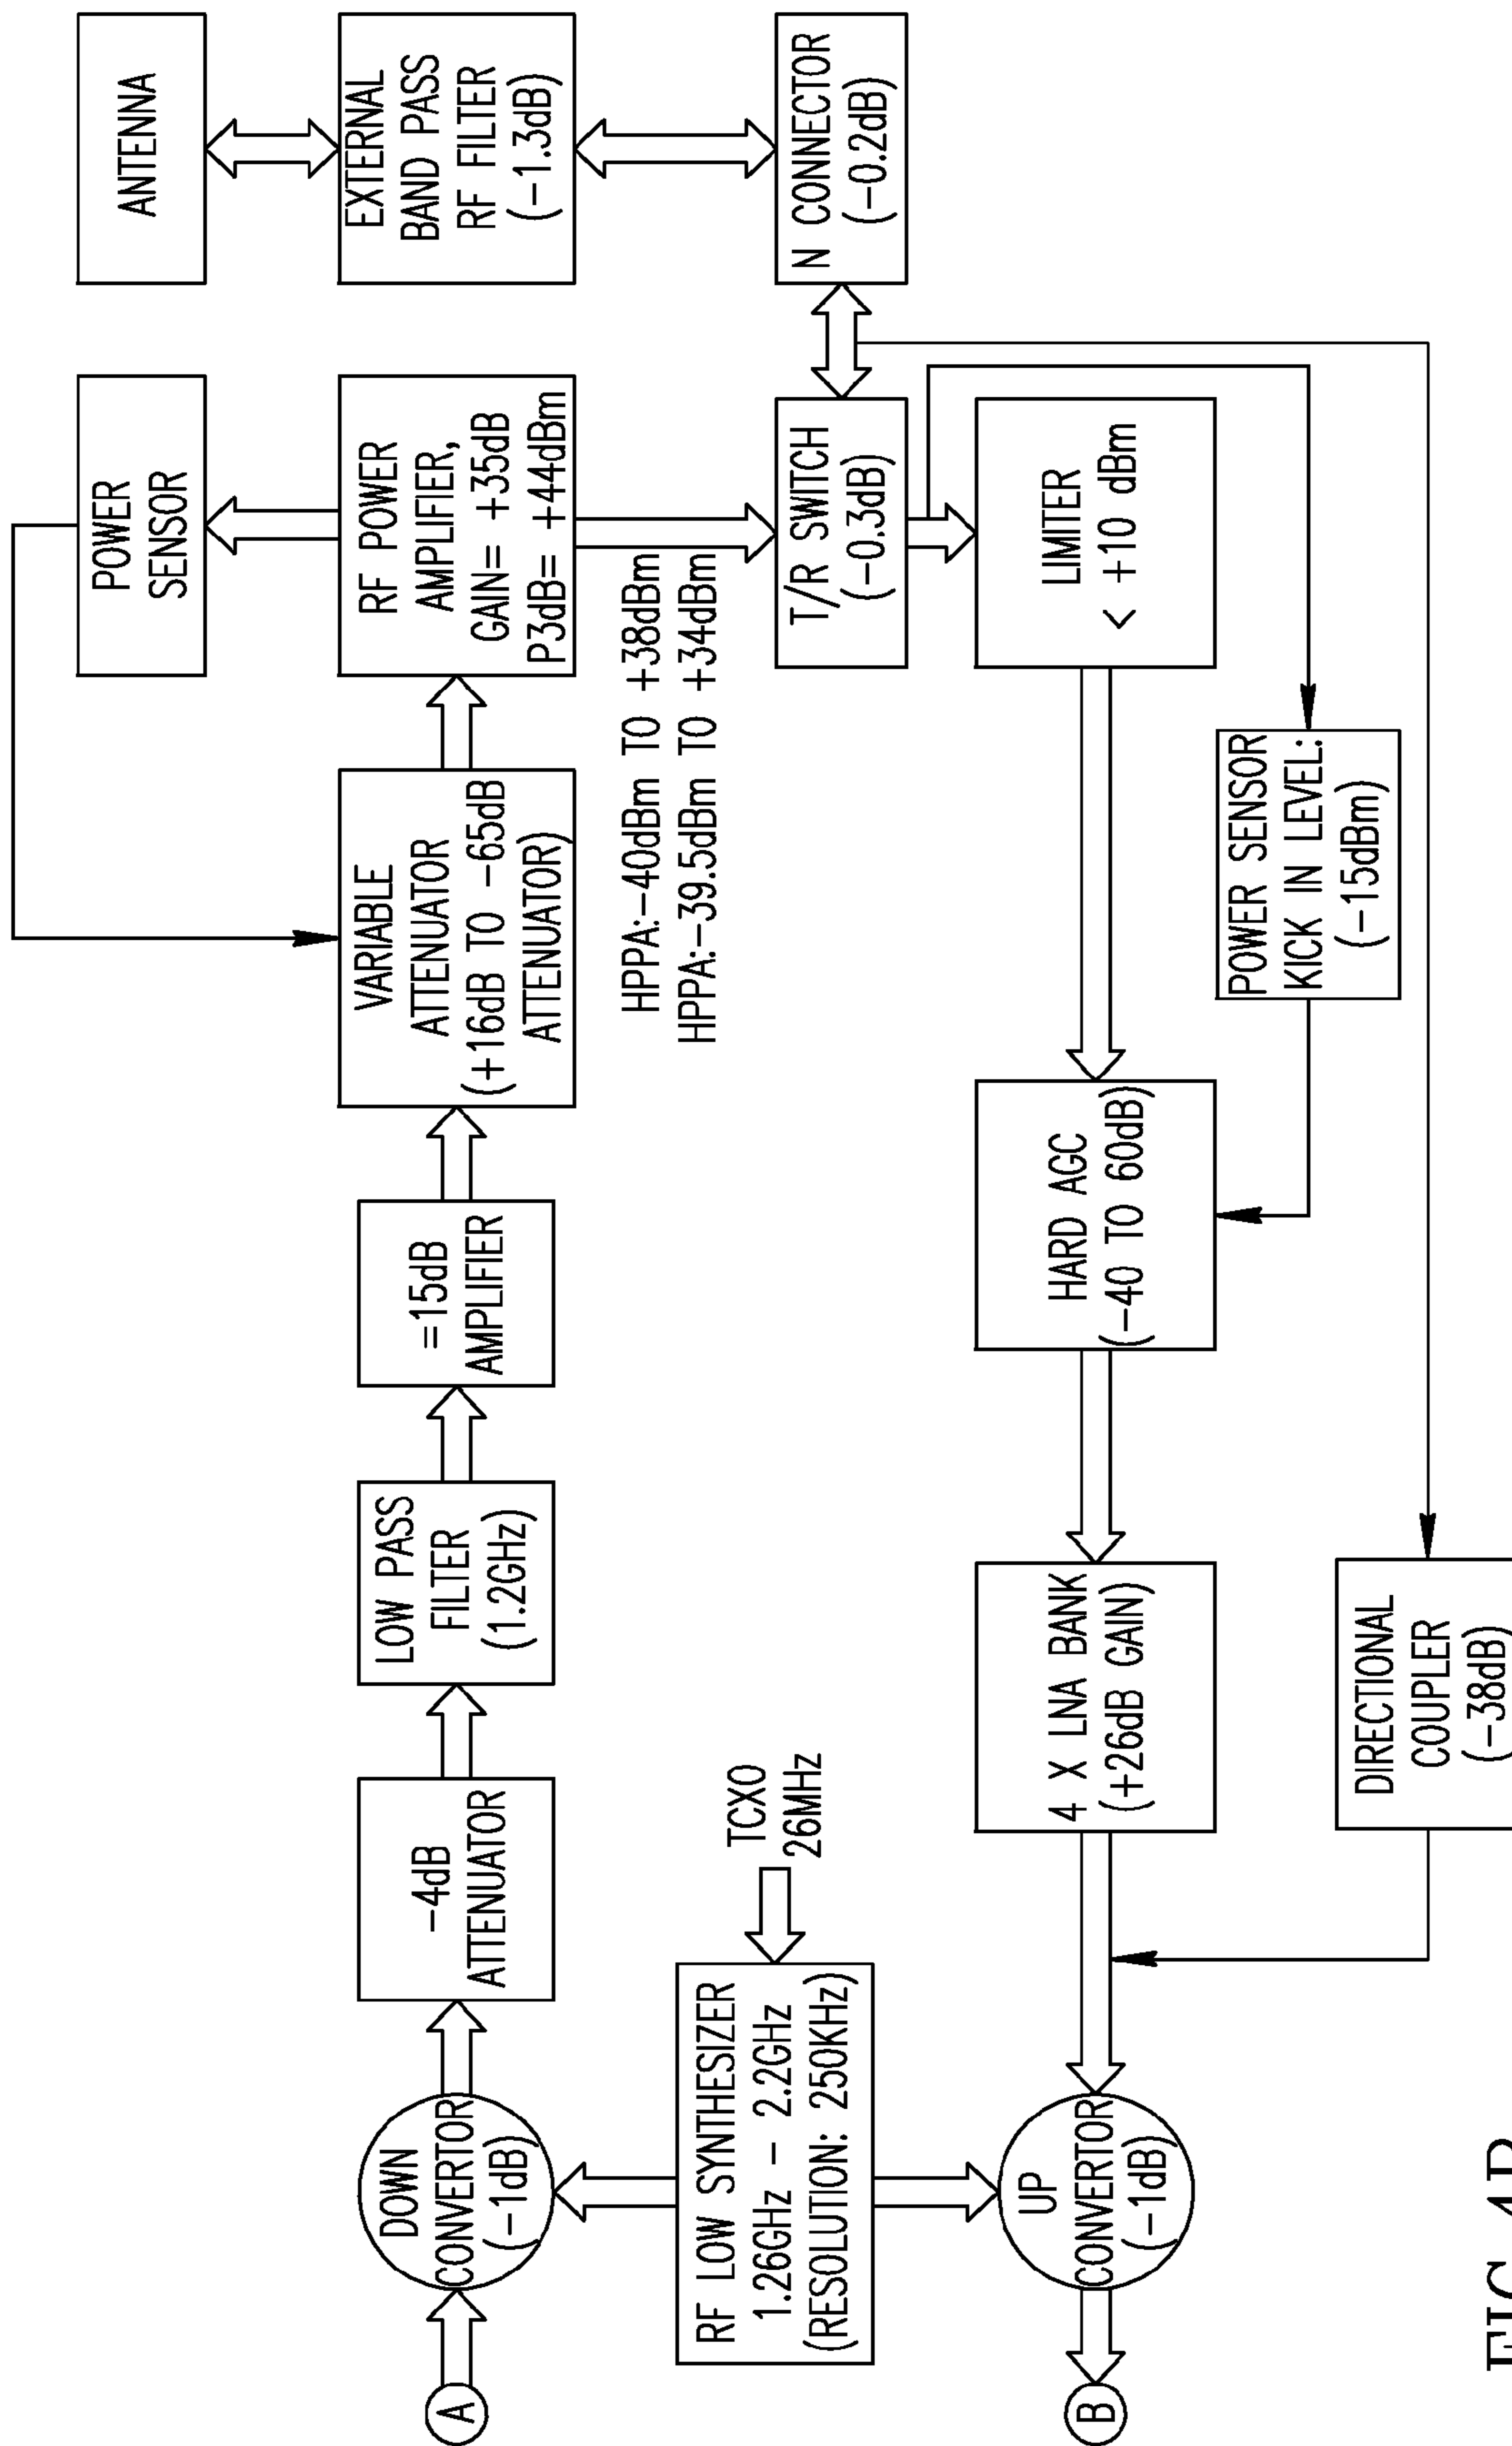 A
DOWN
CONVERTOR
(-1dB)
-4dB
ATTENUATOR
LOW PASS
FILTER
(1.2GHz)
=15dB
AMPLIFIER
VARIABLE
ATTENUATOR
(+16dB TO -65dB
ATTENUATOR)
POWER
SENSOR
RF POWER
AMPLIFIER,
GAIN= +35dB
P3dB= +44dBm
ANTENNA
EXTERNAL
BAND PASS
RF FILTER
(-1.3dB)
HPPA:-40dBm TO +38dBm
HPPA:-39.5dBm TO +34dBm
RF LOW SYNTHESIZER
1.26GHz - 2.2GHz
(RESOLUTION: 250KHz)
TCXO
26MHz
T/R SWITCH
(-0.3dB)
N CONNECTOR
(-0.2dB)
B
UP
CONVERTOR
(-1dB)
4 X LNA BANK
(+26dB GAIN)
HARD AGC
(-40 TO 60dB)
LIMITER
< +10 dBm
POWER SENSOR
KICK IN LEVEL:
(-15dBm)
DIRECTIONAL
COUPLER
(-38dB)